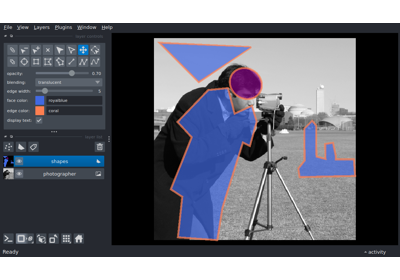 File View Layers Plugins Window Help
opacity: 0.70
blending: translucent
edge width: 5
face color: royalblue
edge color: coral
display text:
shapes
photographer
Ready
activity